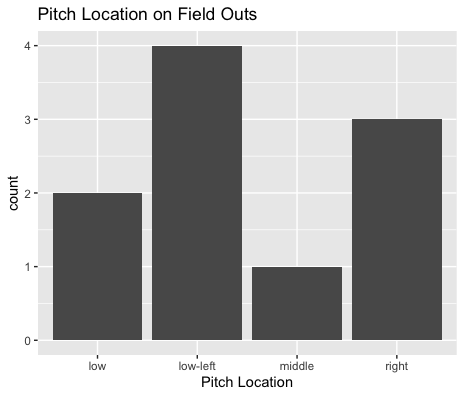 Pitch Location on Field Outs
4
3
2
1
0
count
low low-left middle right
Pitch Location